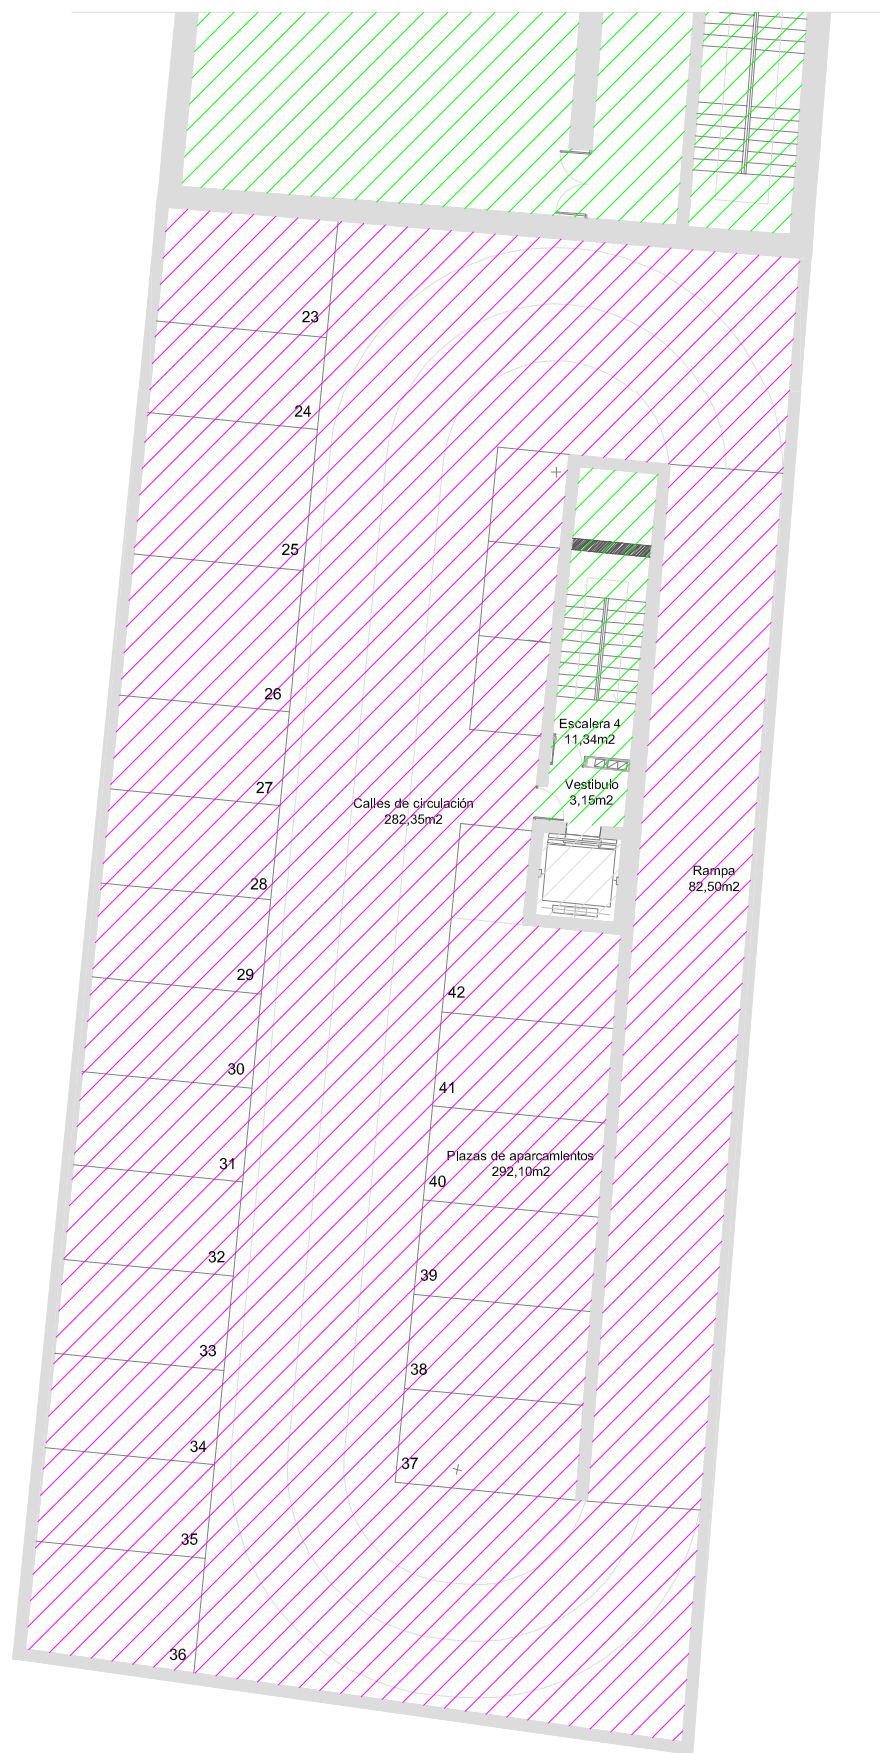 23
24
25
26
Escalera 4
11,34m2
27
Vestibulo
3,15m2
Calles de circulación
282,35m2
Rampa
82,50m2
28
29
42
30
41
31
Plazas de aparcamientos
292,10m2
40
32
39
33
38
34
37
35
36